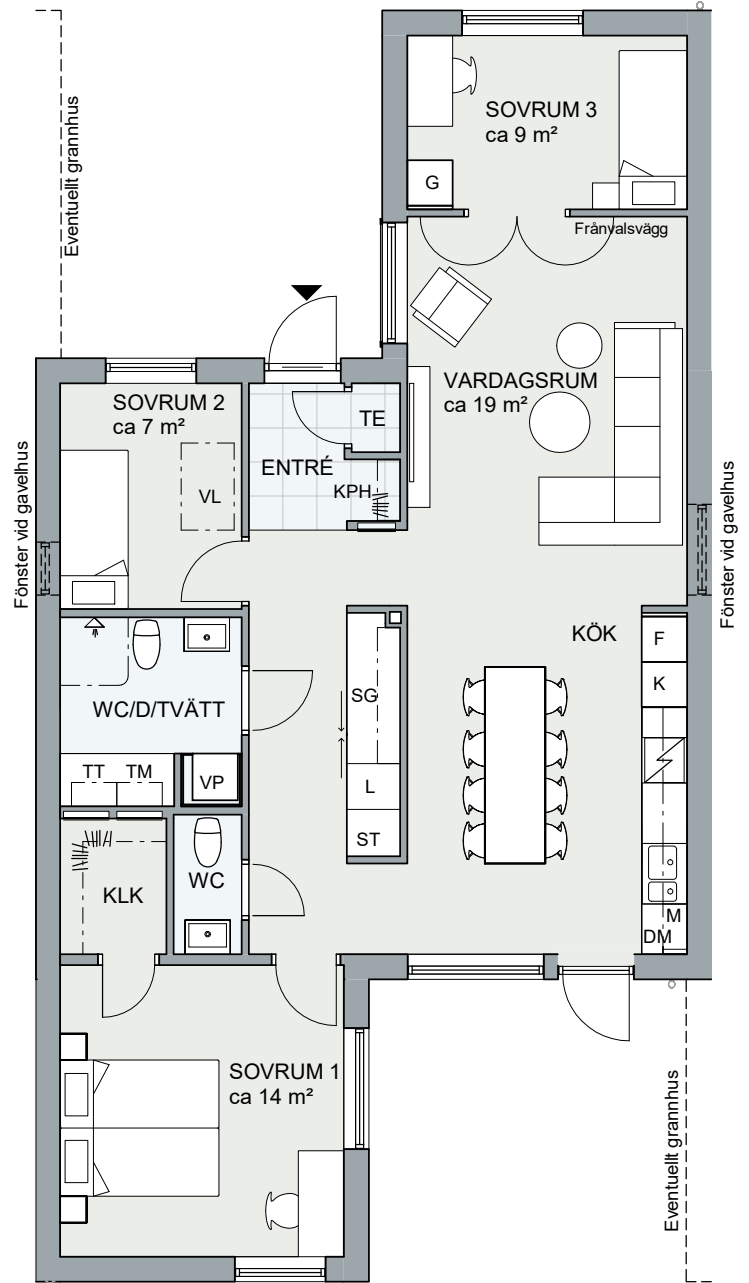 Eventuellt grannhus
SOVRUM 3
ca 9 m²
G
Frånvalsvägg
VARDAGSRUM
ca 19 m²
SOVRUM 2
ca 7 m²
TE
ENTRÉ
KPH
VL
Fönster vid gavelhus
Fönster vid gavelhus
KÖK
F
K
SG
WC/D/TVÄTT
TT
TM
VP
L
ST
WC
KLK
M
DM
SOVRUM 1
ca 14 m²
Eventuellt grannhus